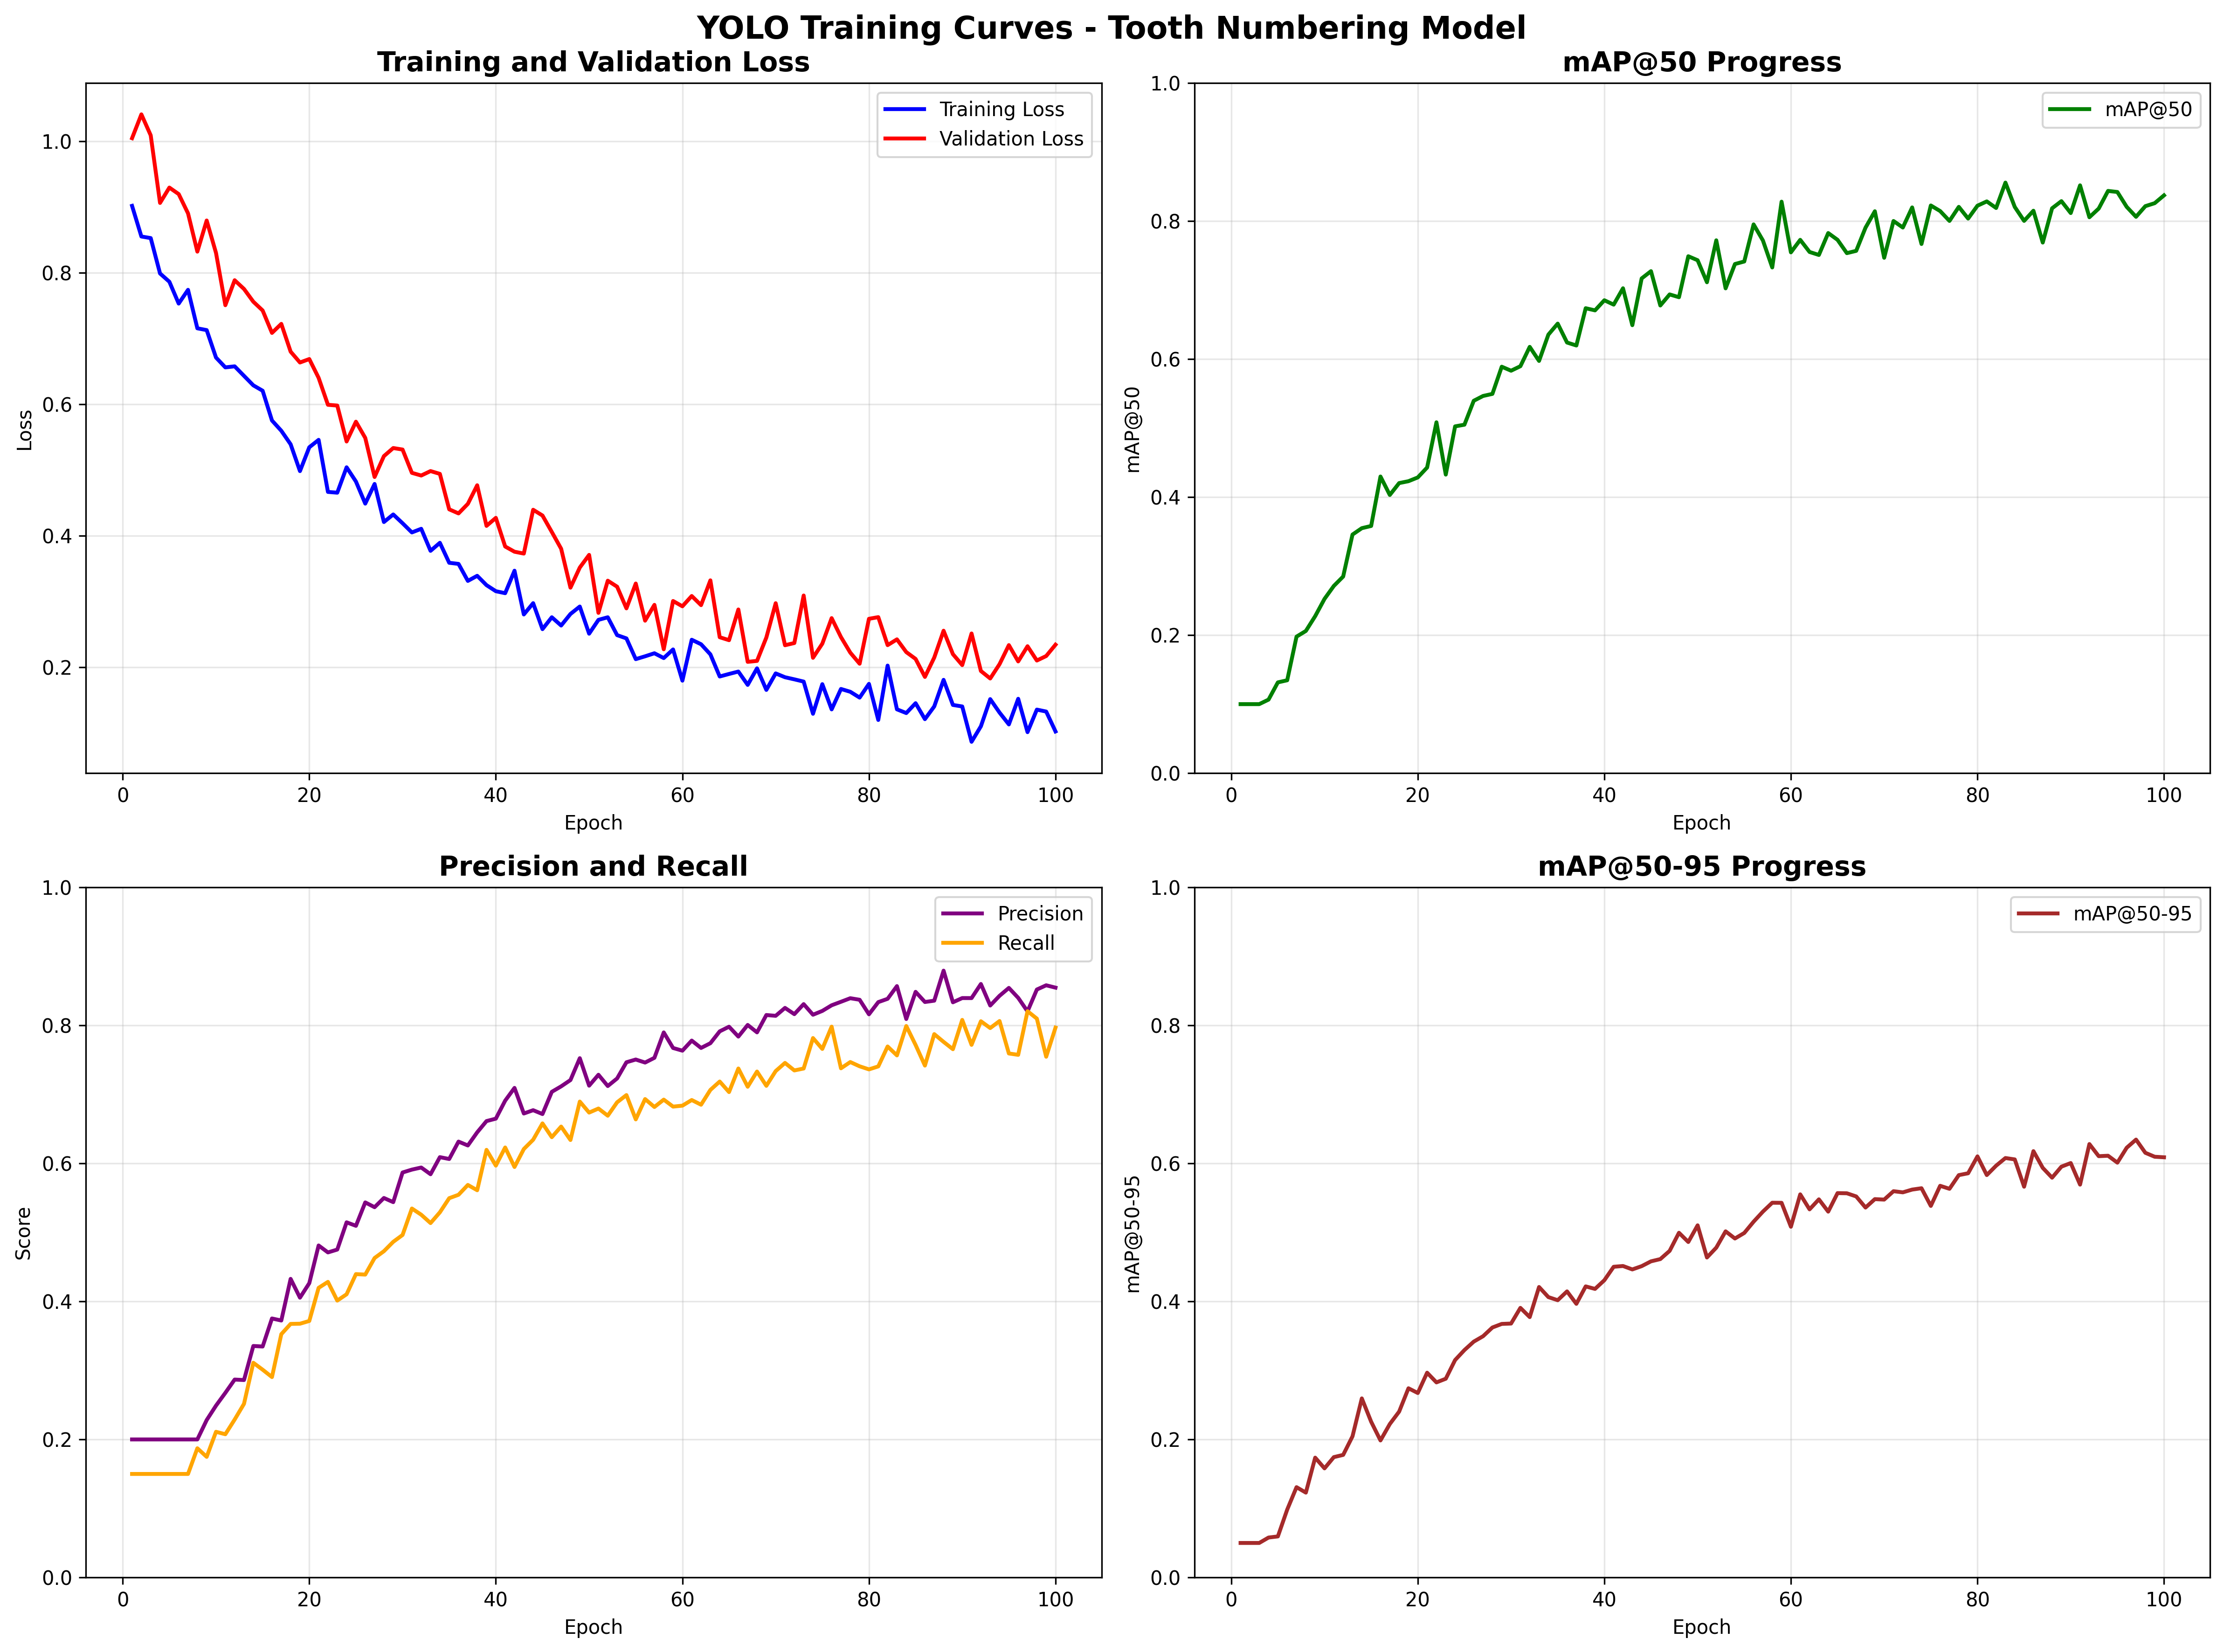 YOLO Training Curves - Tooth Numbering Model
Training and Validation Loss
Training Loss
Validation Loss
Loss
1.0
0.8
0.6
0.4
0.2
0 20 40 60 80 100
Epoch
mAP@50 Progress
mAP@50
mAP@50
1.0
0.8
0.6
0.4
0.2
0.0
0 20 40 60 80 100
Epoch
Precision and Recall
Precision
Recall
Score
1.0
0.8
0.6
0.4
0.2
0.0
0 20 40 60 80 100
Epoch
mAP@50-95 Progress
mAP@50-95
mAP@50-95
1.0
0.8
0.6
0.4
0.2
0.0
0 20 40 60 80 100
Epoch